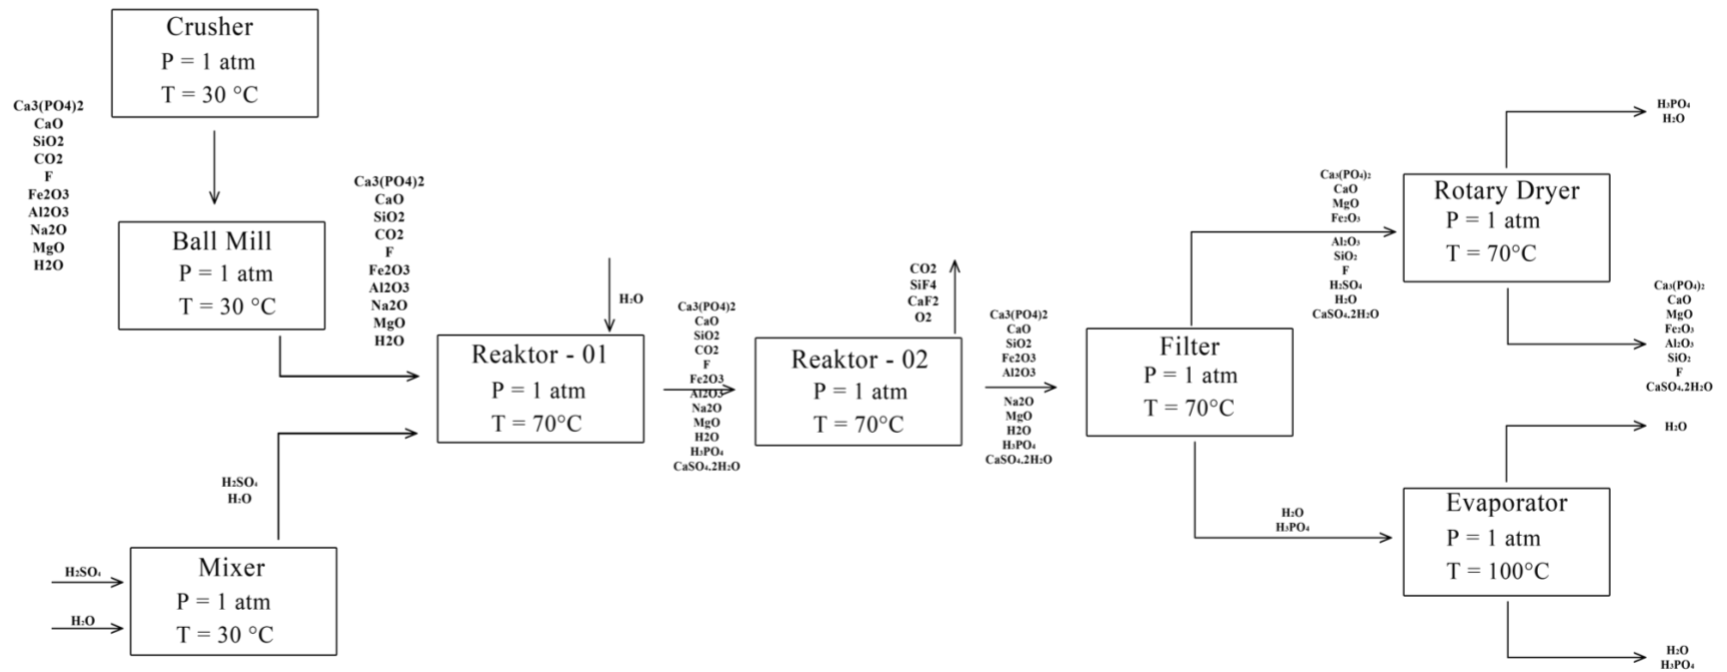 Crusher
P = 1 atm
T = 30 °C
Ca3(PO4)2
CaO
SiO2
CO2
F
Fe2O3
Al2O3
Na2O
MgO
H2O
Ball Mill
P = 1 atm
T = 30 °C
Ca3(PO4)2
CaO
SiO2
CO2
F
Fe2O3
Al2O3
Na2O
MgO
H2O
H₂SO₄
H₂O
H₂SO₄
H₂O
Mixer
P = 1 atm
T = 30 °C
H₂O
Reaktor - 01
P = 1 atm
T = 70°C
Ca3(PO4)2
CaO
SiO2
CO2
F
Fe2O3
Al2O3
Na2O
MgO
H2O
H₃PO₄
CaSO₄.2H₂O
CO2
SiF4
CaF2
O2
Reaktor - 02
P = 1 atm
T = 70°C
Ca3(PO4)2
CaO
SiO2
Fe2O3
Al2O3
Na2O
MgO
H2O
H₃PO₄
CaSO₄.2H₂O
Filter
P = 1 atm
T = 70°C
Ca₃(PO₄)₂
CaO
MgO
Fe₂O₃
Al₂O₃
SiO₂
F
H₂SO₄
H₂O
CaSO₄.2H₂O
Rotary Dryer
P = 1 atm
T = 70°C
H₃PO₄
H₂O
Ca₃(PO₄)₂
CaO
MgO
Fe₂O₃
Al₂O₃
SiO₂
F
CaSO₄.2H₂O
H₂O
H₃PO₄
Evaporator
P = 1 atm
T = 100°C
H₂O
H₂O
H₃PO₄